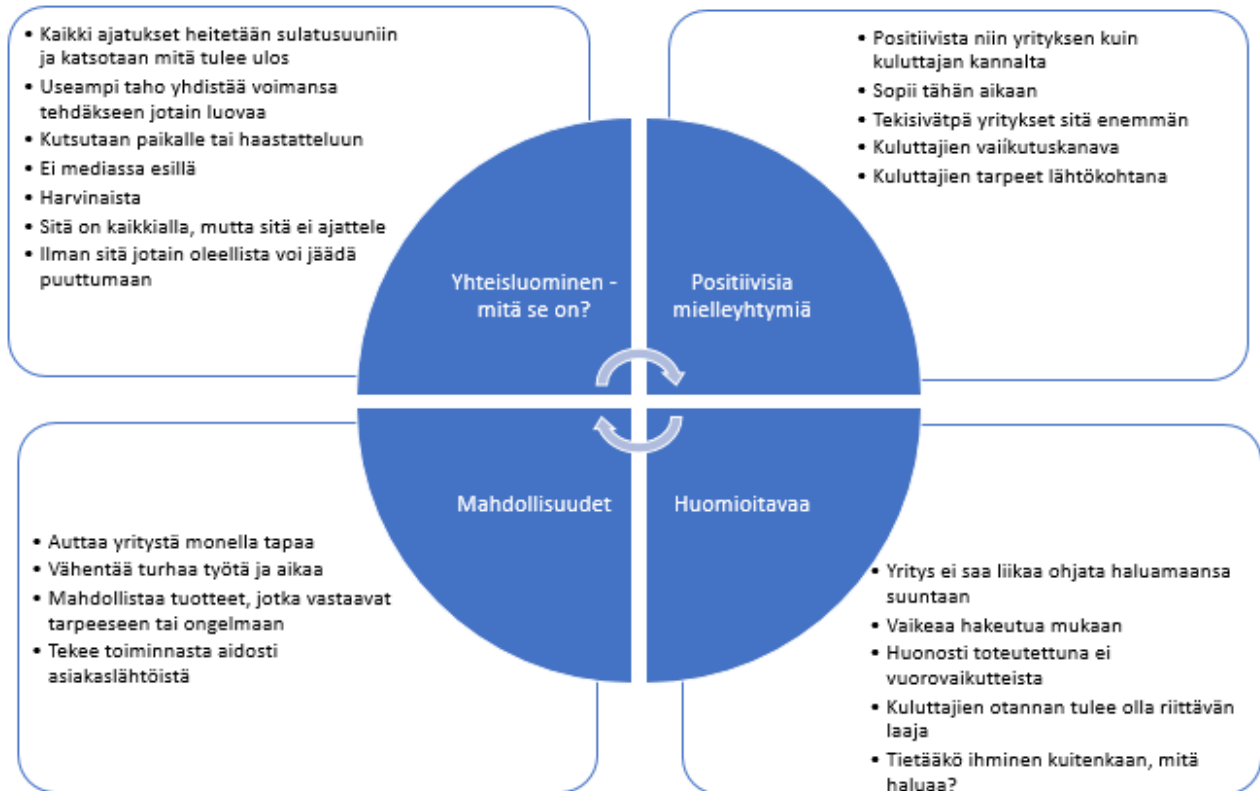 • Kaikki ajatukset heitetään sulatusuuniin
ja katsotaan mitä tulee ulos
• Useampi taho yhdistää voimansa
tehdäkseen jotain luovaa
• Kutsutaan paikalle tai haastatteluun
• Ei mediassa esillä
• Harvinaista
• Sitä on kaikkialla, mutta sitä ei ajattele
• Ilman sitä jotain oleellista voi jäädä
puuttumaan
• Positiivista niin yrityksen kuin
kuluttajan kannalta
• Sopii tähän aikaan
• Tekisivätpä yritykset sitä enemmän
• Kuluttajien vaiikutuskanava
• Kuluttajien tarpeet lähtökohtana
Yhteisluominen -
mitä se on?
Positiivisia
mielleyhtymiä
Mahdollisuudet
Huomioitavaa
• Auttaa yritystä monella tapaa
• Vähentää turhaa työtä ja aikaa
• Mahdollistaa tuotteet, jotka vastaavat
tarpeeseen tai ongelmaan
• Tekee toiminnasta aidosti
asiakaslähtöistä
• Yritys ei saa liikaa ohjata haluamaansa
suuntaan
• Vaikeaa hakeutua mukaan
• Huonosti toteutettuna ei
vuorovaikutteista
• Kuluttajien otannan tulee olla riittävän
laaja
• Tietääkö ihminen kuitenkaan, mitä
haluaa?